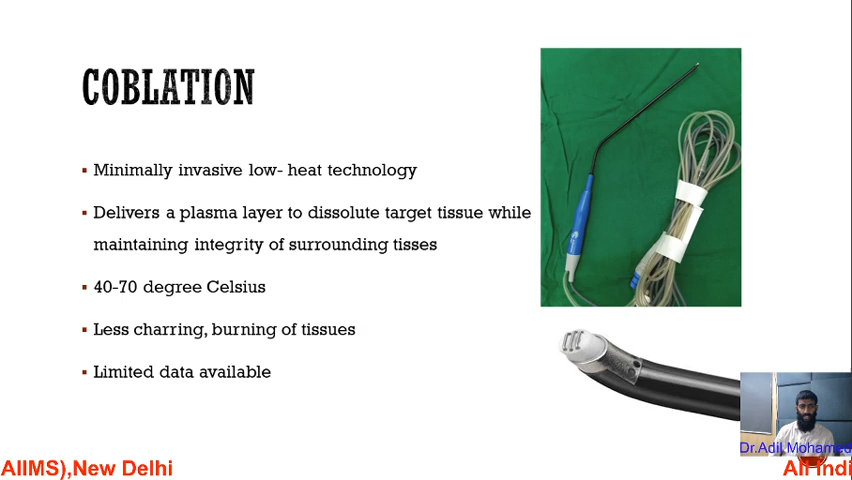 COBLATION
▪ Minimally invasive low- heat technology
▪ Delivers a plasma layer to dissolute target tissue while
maintaining integrity of surrounding tisses
▪ 40-70 degree Celsius
▪ Less charring, burning of tissues
▪ Limited data available
Dr.Adil Mohamed
AIIMS),New Delhi
All Indi